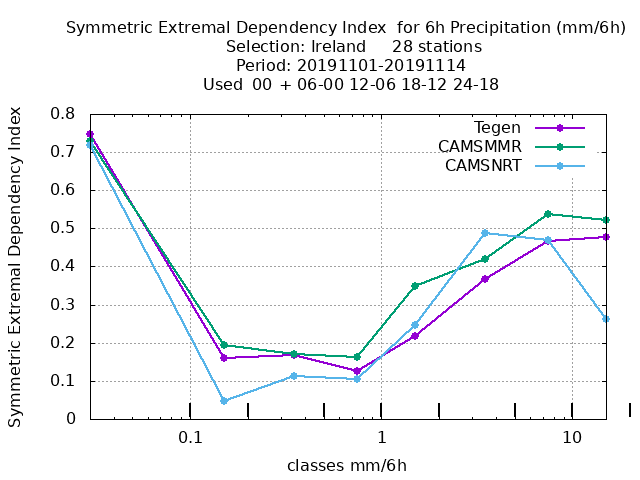 Symmetric Extremal Dependency Index for 6h Precipitation (mm/6h)
Selection: Ireland 28 stations
Period: 20191101-20191114
Used 00 + 06-00 12-06 18-12 24-18
Symmetric Extremal Dependency Index
0.8
0.7
0.6
0.5
0.4
0.3
0.2
0.1
0
Tegen
CAMSMMR
CAMSNRT
0.1
1
10
classes mm/6h